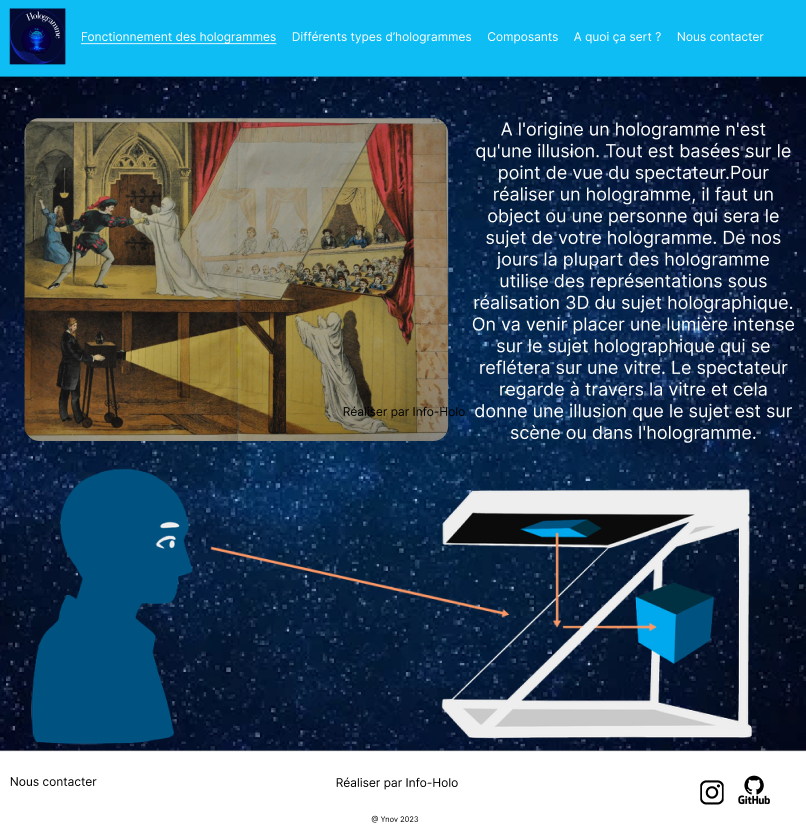 Hologramme
Fonctionnement des hologrammes
Différents types d'hologrammes
Composants
A quoi ça sert ?
Nous contacter
A l'origine un hologramme n'est
qu'une illusion. Tout est basées sur le
point de vue du spectateur.Pour
réaliser un hologramme, il faut un
object ou une personne qui sera le
sujet de votre hologramme. De nos
jours la plupart des hologramme
utilise des représentations sous
réalisation 3D du sujet holographique.
On va venir placer une lumière intense
sur le sujet holographique qui se
reflétera sur une vitre. Le spectateur
regarde à travers la vitre et cela
donne une illusion que le sujet est sur
scène ou dans l'hologramme.
Réaliser par Info-Holo
Nous contacter
Réaliser par Info-Holo
GitHub
@ Ynov 2023